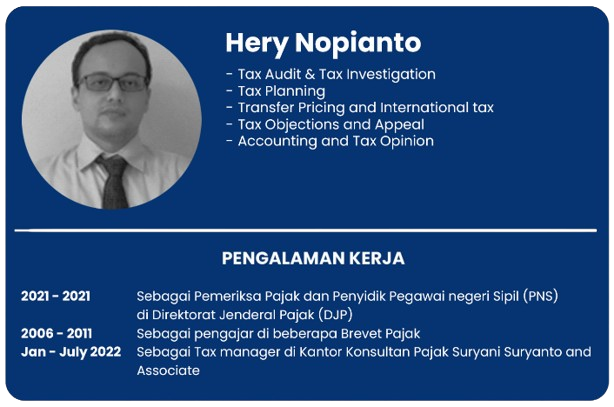 Hery Nopianto
- Tax Audit & Tax Investigation
- Tax Planning
- Transfer Pricing and International tax
- Tax Objections and Appeal
- Accounting and Tax Opinion
PENGALAMAN KERJA
2021 - 2021 Sebagai Pemeriksa Pajak dan Penyidik Pegawai negeri Sipil (PNS)
di Direktorat Jenderal Pajak (DJP)
2006 - 2011 Sebagai pengajar di beberapa Brevet Pajak
Jan - July 2022 Sebagai Tax manager di Kantor Konsultan Pajak Suryani Suryanto and
Associate